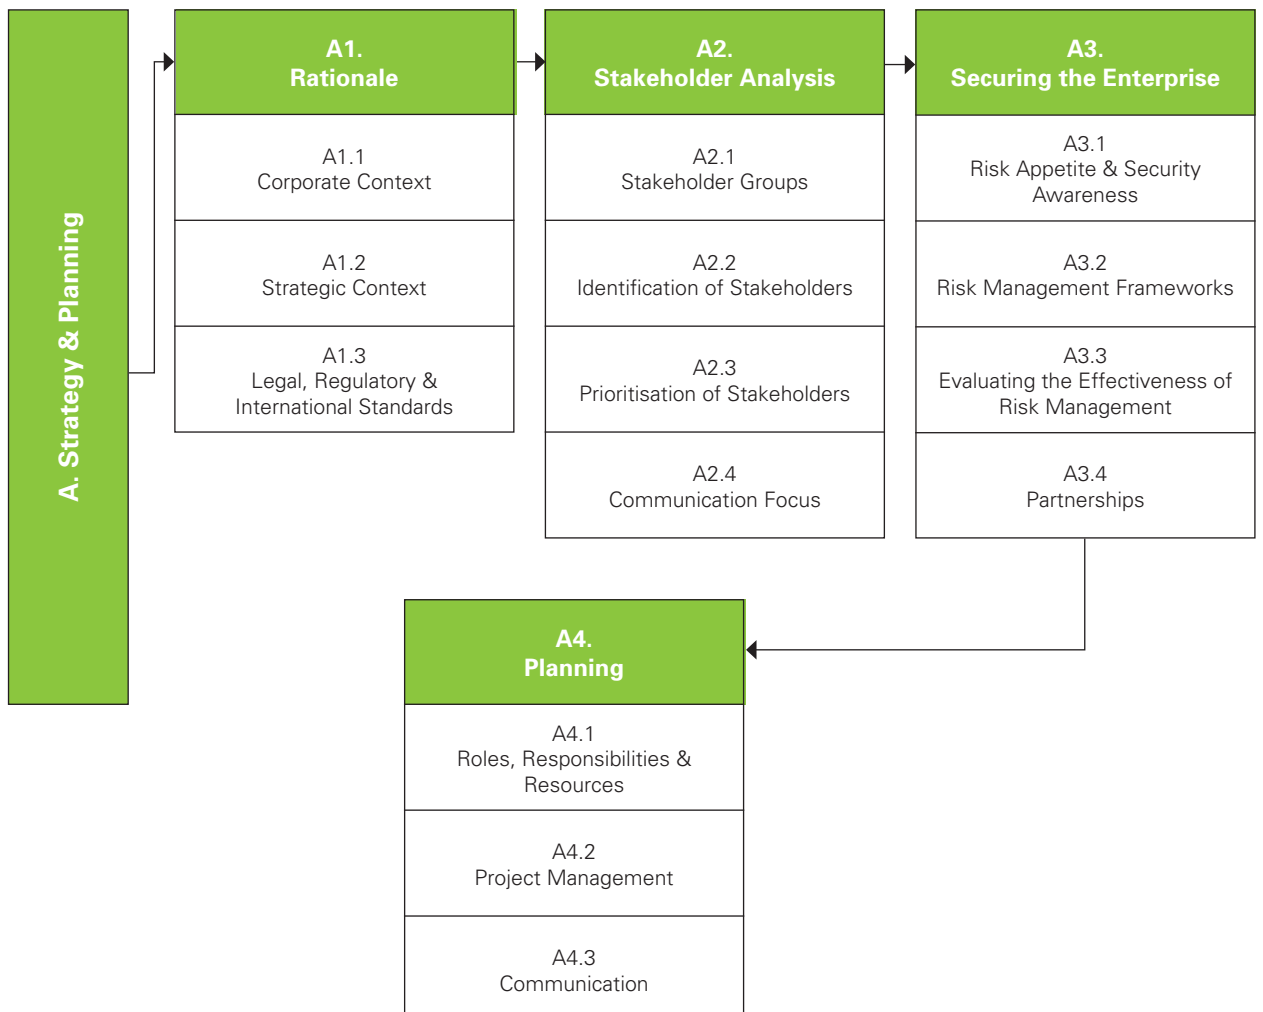 A. Strategy & Planning
A1.
Rationale
A1.1
Corporate Context
A1.2
Strategic Context
A1.3
Legal, Regulatory &
International Standards
A2.
Stakeholder Analysis
A2.1
Stakeholder Groups
A2.2
Identification of Stakeholders
A2.3
Prioritisation of Stakeholders
A2.4
Communication Focus
A3.
Securing the Enterprise
A3.1
Risk Appetite & Security
Awareness
A3.2
Risk Management Frameworks
A3.3
Evaluating the Effectiveness of
Risk Management
A3.4
Partnerships
A4.
Planning
A4.1
Roles, Responsibilities &
Resources
A4.2
Project Management
A4.3
Communication